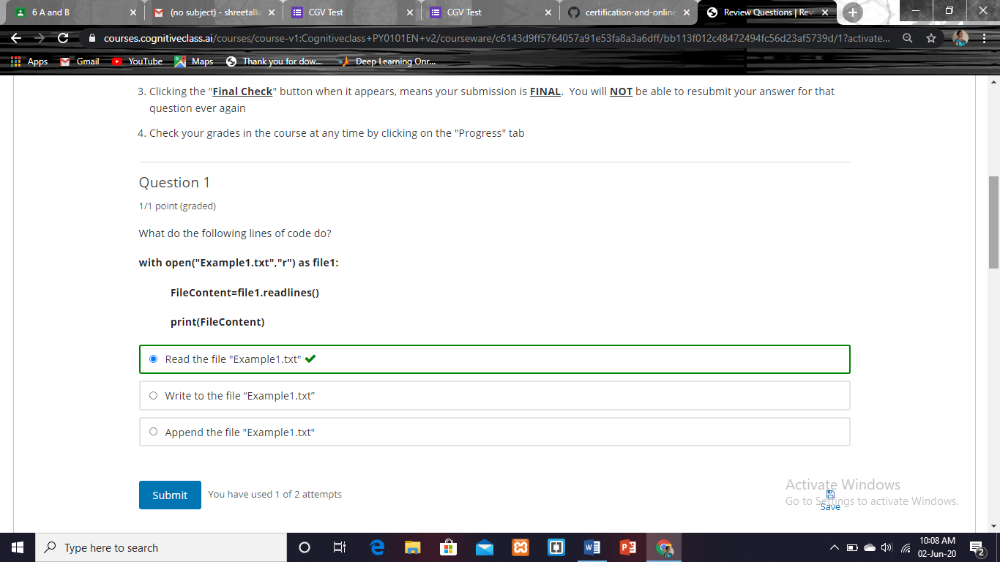 6 A and B
(no subject) - shreetalk
CGV Test
CGV Test
certification-and-online
Review Questions | Rev
courses.cognitiveclass.ai/courses/course-v1:Cognitiveclass+PY0101EN+v2/courseware/c6143d9ff5764057a91e53fa8a3a6dff/bb113f012c48472494fc56d23af5739d/1?activate...
Apps
Gmail
YouTube
Maps
Thank you for dow...
Deep Learning Onr...
3. Clicking the "Final Check" button when it appears, means your submission is FINAL. You will NOT be able to resubmit your answer for that
question ever again
4. Check your grades in the course at any time by clicking on the "Progress" tab
Question 1
1/1 point (graded)
What do the following lines of code do?
with open("Example1.txt","r") as file1:
FileContent=file1.readlines()
print(FileContent)
Read the file "Example1.txt"
Write to the file “Example1.txt”
Append the file "Example1.txt"
Submit
You have used 1 of 2 attempts
Save
Activate Windows
Go to Settings to activate Windows.
Type here to search
10:08 AM
02-Jun-20
2